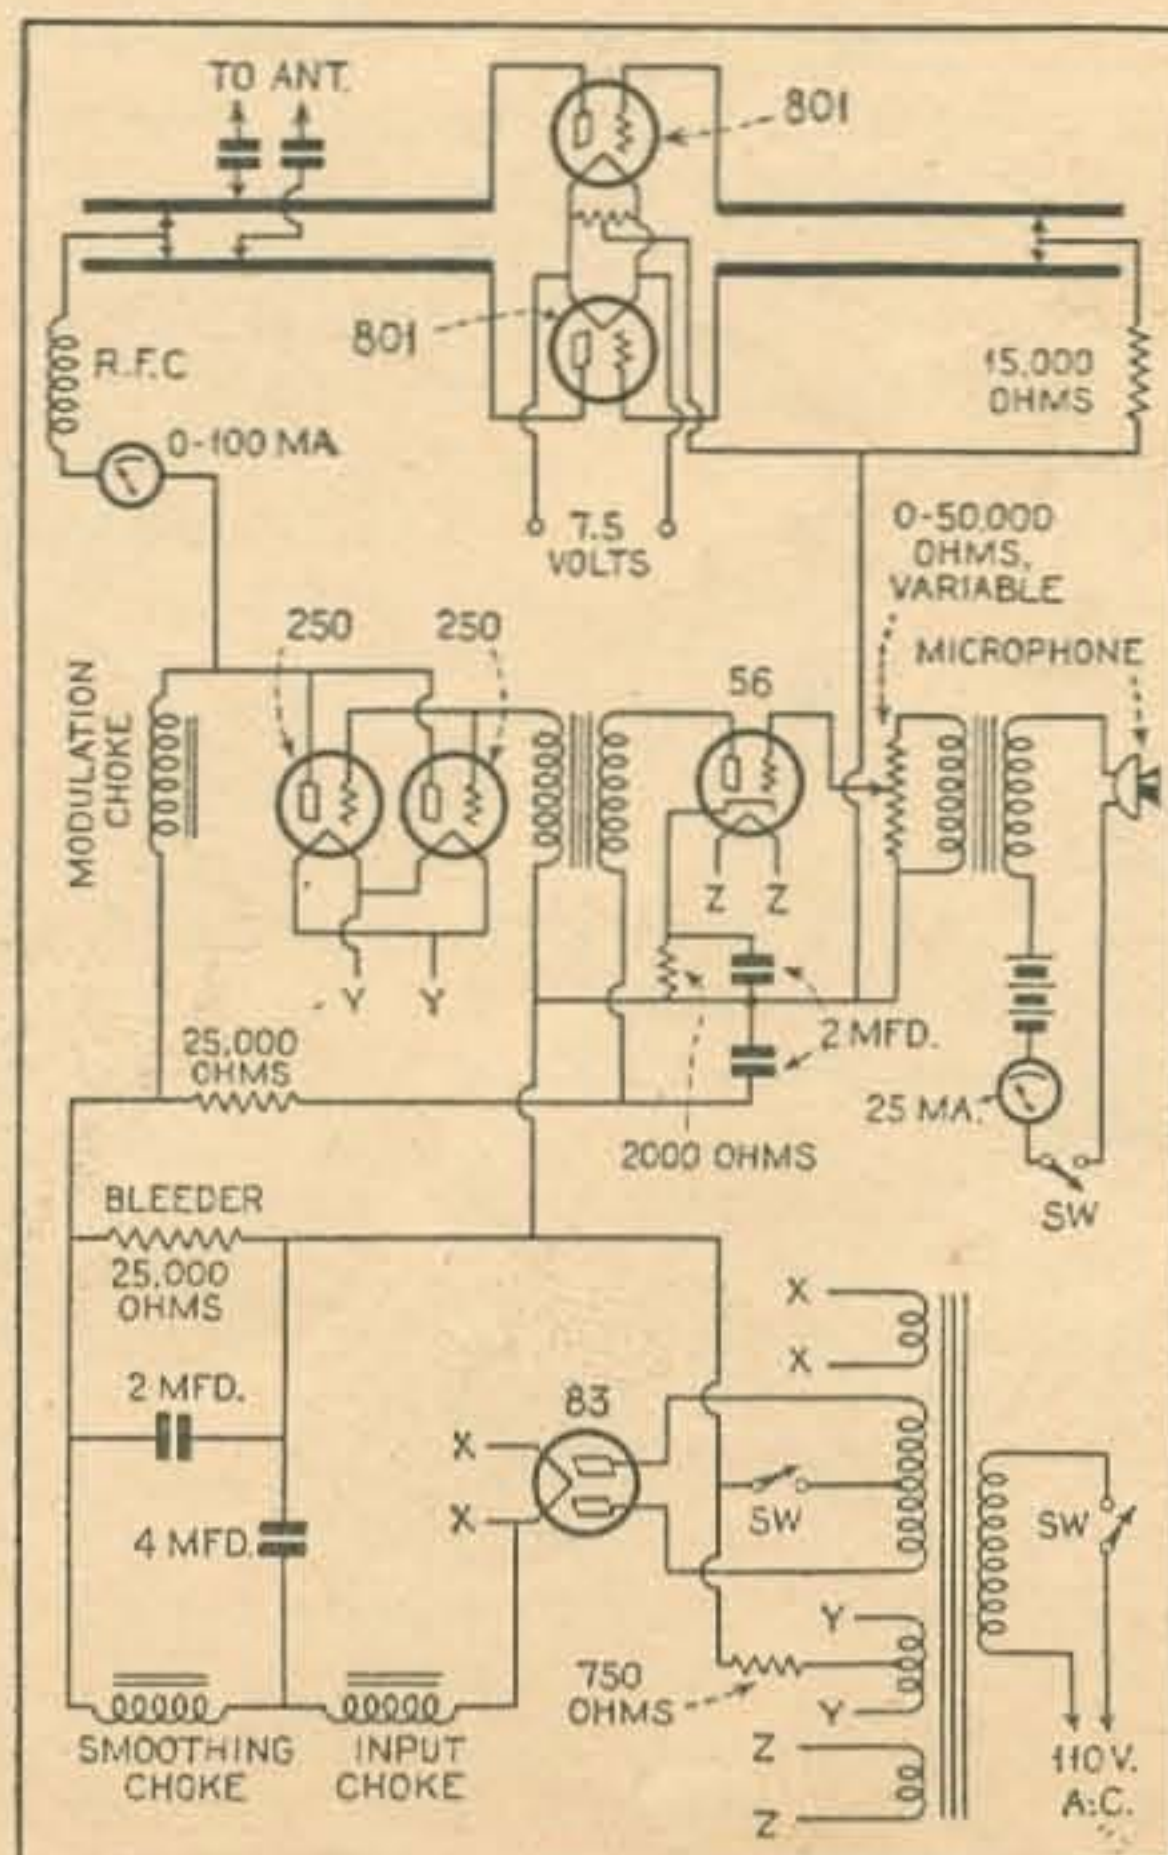 TO ANT.
801
801
R.F.C
0-100 MA.
15,000
OHMS
7.5
VOLTS
0-50,000
OHMS,
VARIABLE
250
250
MICROPHONE
56
MODULATION
CHOKE
Z Z
Y Y
25,000
OHMS
2 MFD.
25 MA.
2000 OHMS
SW
BLEEDER
25,000
OHMS
X
X
2 MFD.
83
X
X
4 MFD.
SW
SW
Y
750
OHMS
Y
SMOOTHING
CHOKE
INPUT
CHOKE
Z
Z
110 V.
A.C.